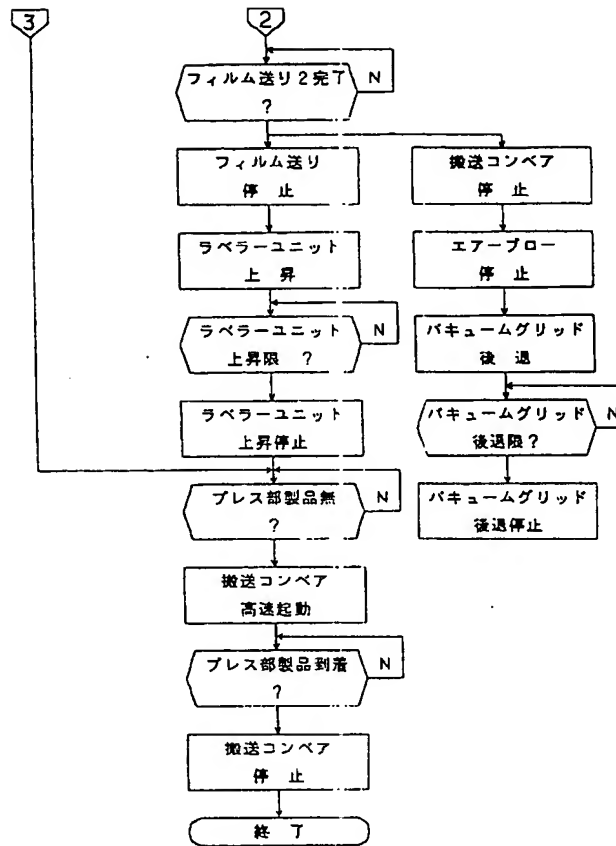 3
2
フィルム送り2完了
?
N
フィルム送り
停 止
搬送コンベア
停 止
ラベラーユニット
上 昇
エアーブロー
停 止
ラベラーユニット
上昇限 ?
N
バキュームグリッド
後 退
ラベラーユニット
上昇停止
バキュームグリッド
後退限?
N
プレス部製品無
?
N
バキュームグリッド
後退停止
搬送コンベア
高速起動
プレス部製品到着
?
N
搬送コンベア
停 止
終 了